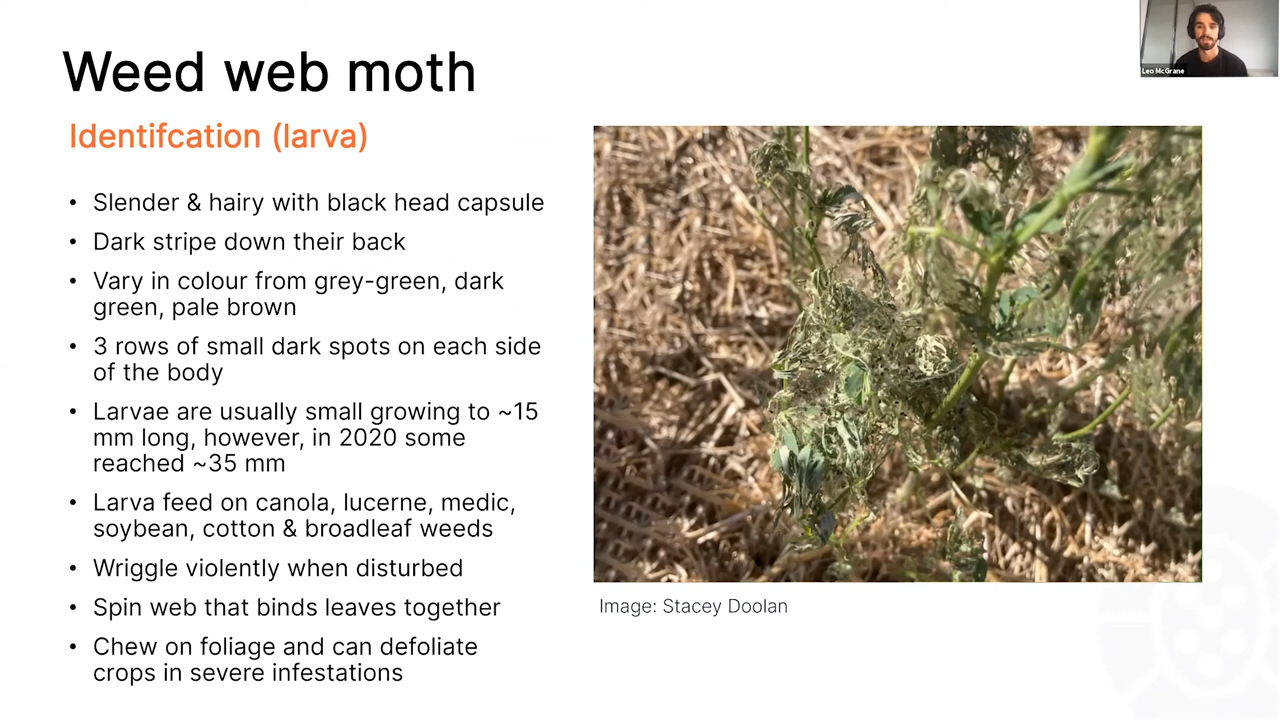 Weed web moth
Leo McGrane
Identifcation (larva)
• Slender & hairy with black head capsule
• Dark stripe down their back
• Vary in colour from grey-green, dark
green, pale brown
• 3 rows of small dark spots on each side
of the body
• Larvae are usually small growing to ~15
mm long, however, in 2020 some
reached ~35 mm
• Larva feed on canola, lucerne, medic,
soybean, cotton & broadleaf weeds
• Wriggle violently when disturbed
• Spin web that binds leaves together
• Chew on foliage and can defoliate
crops in severe infestations
Image: Stacey Doolan